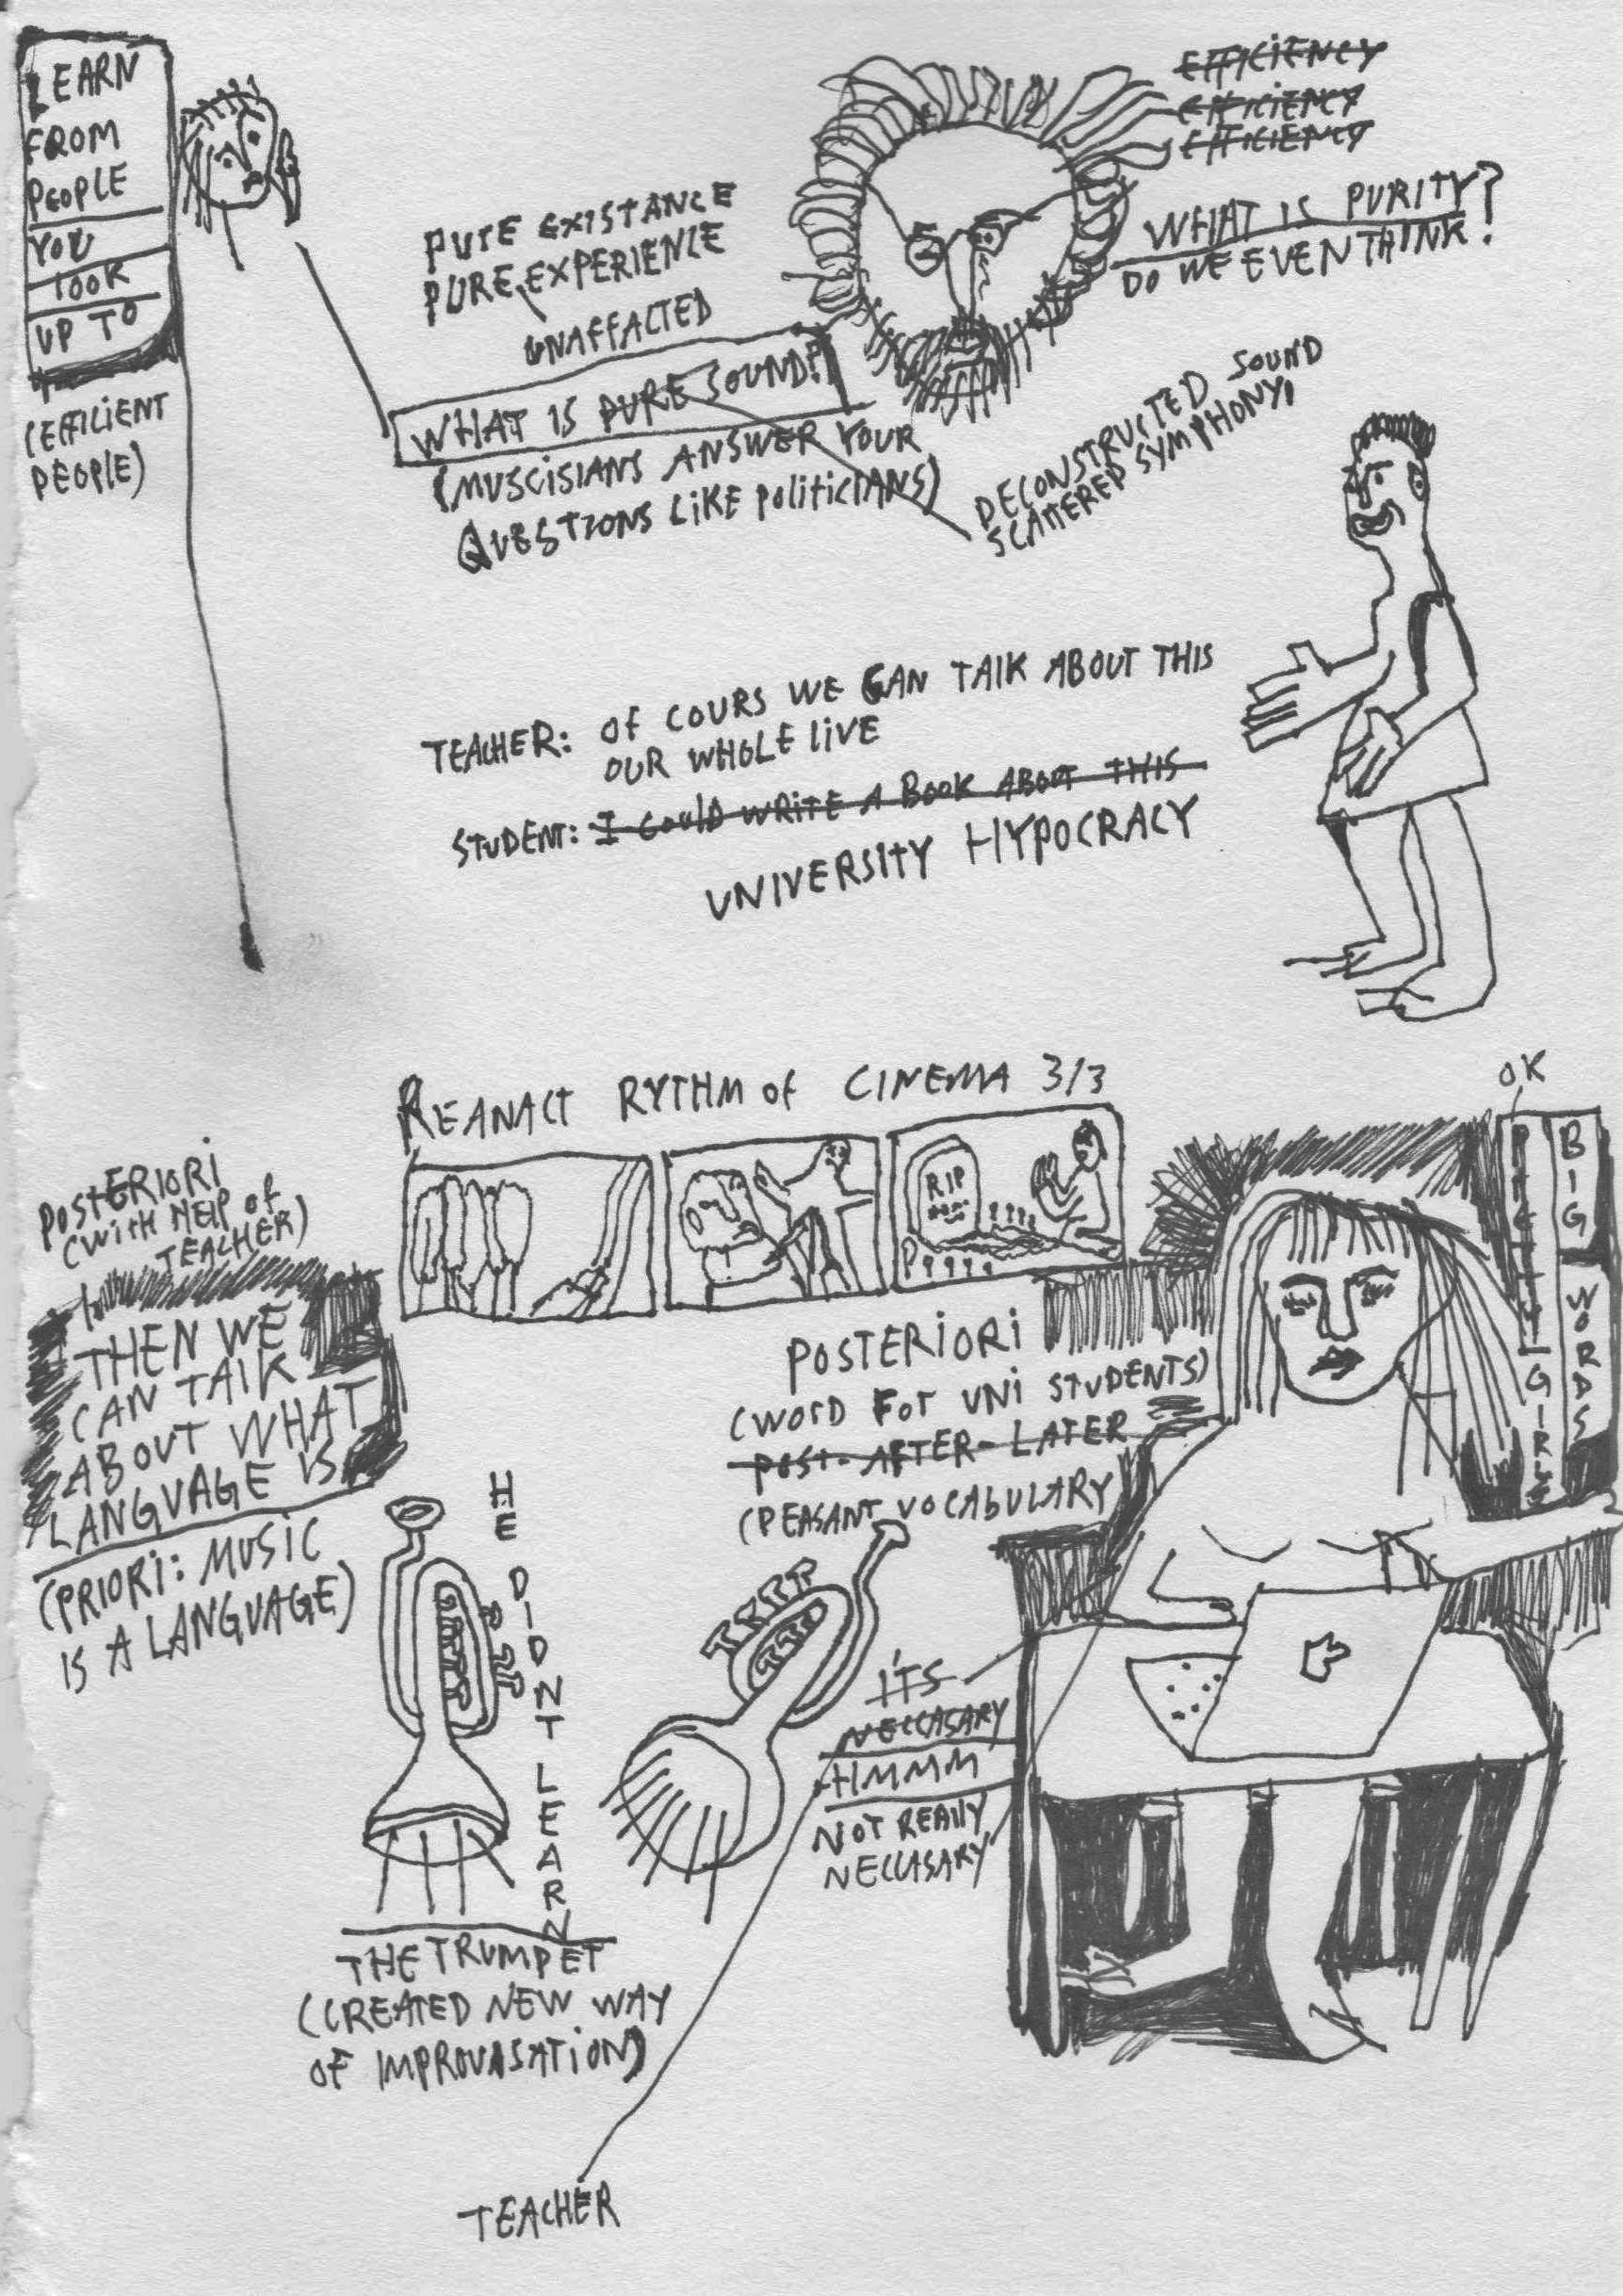 LEARN
FROM
PEOPLE
YOU
lOOK
UP TO
(EFFICIENT
PEOPLE)
PURE EXISTANCE
PURE EXPERIENCE
UNAFFACTED
WHAT IS PURE SOUND?!
(MUSCISIANS ANSWER YOUR
QUESTIONS LIKE POLITICIANS)
EFFICIENCY
EFFICIENCY
EFFICIENCY
WHAT IS PURITY?
DO WE EVEN THINK?
DECONSTRUCTED SOUND
SCATTERED SYMPHONY!
TEACHER: OF COURS WE CAN TALK ABOUT THIS
OUR WHOLE LIVE
STUDENT: I COULD WRITE A BOOK ABOUT THIS
UNIVERSITY HYPOCRACY
REANACT RYTHM OF CINEMA 3/3
RIP
POSTERIORI
(WITH HELP OF
TEACHER)
THEN WE
CAN TALK
ABOUT WHAT
LANGUAGE IS
(PRIORI: MUSIC
IS A LANGUAGE)
POSTERIORI
(WORD FOR UNI STUDENTS)
POST-AFTER-LATER
(PEASANT VOCABULARY)
OK
PRETTY GIRLS
BIG WORDS
HE DIDNT LEARN
THE TRUMPET
(CREATED NEW WAY
OF IMPROVASATION)
ITS
NECCASARY
HMMM
NOT REALLY
NECCASARY
TEACHER